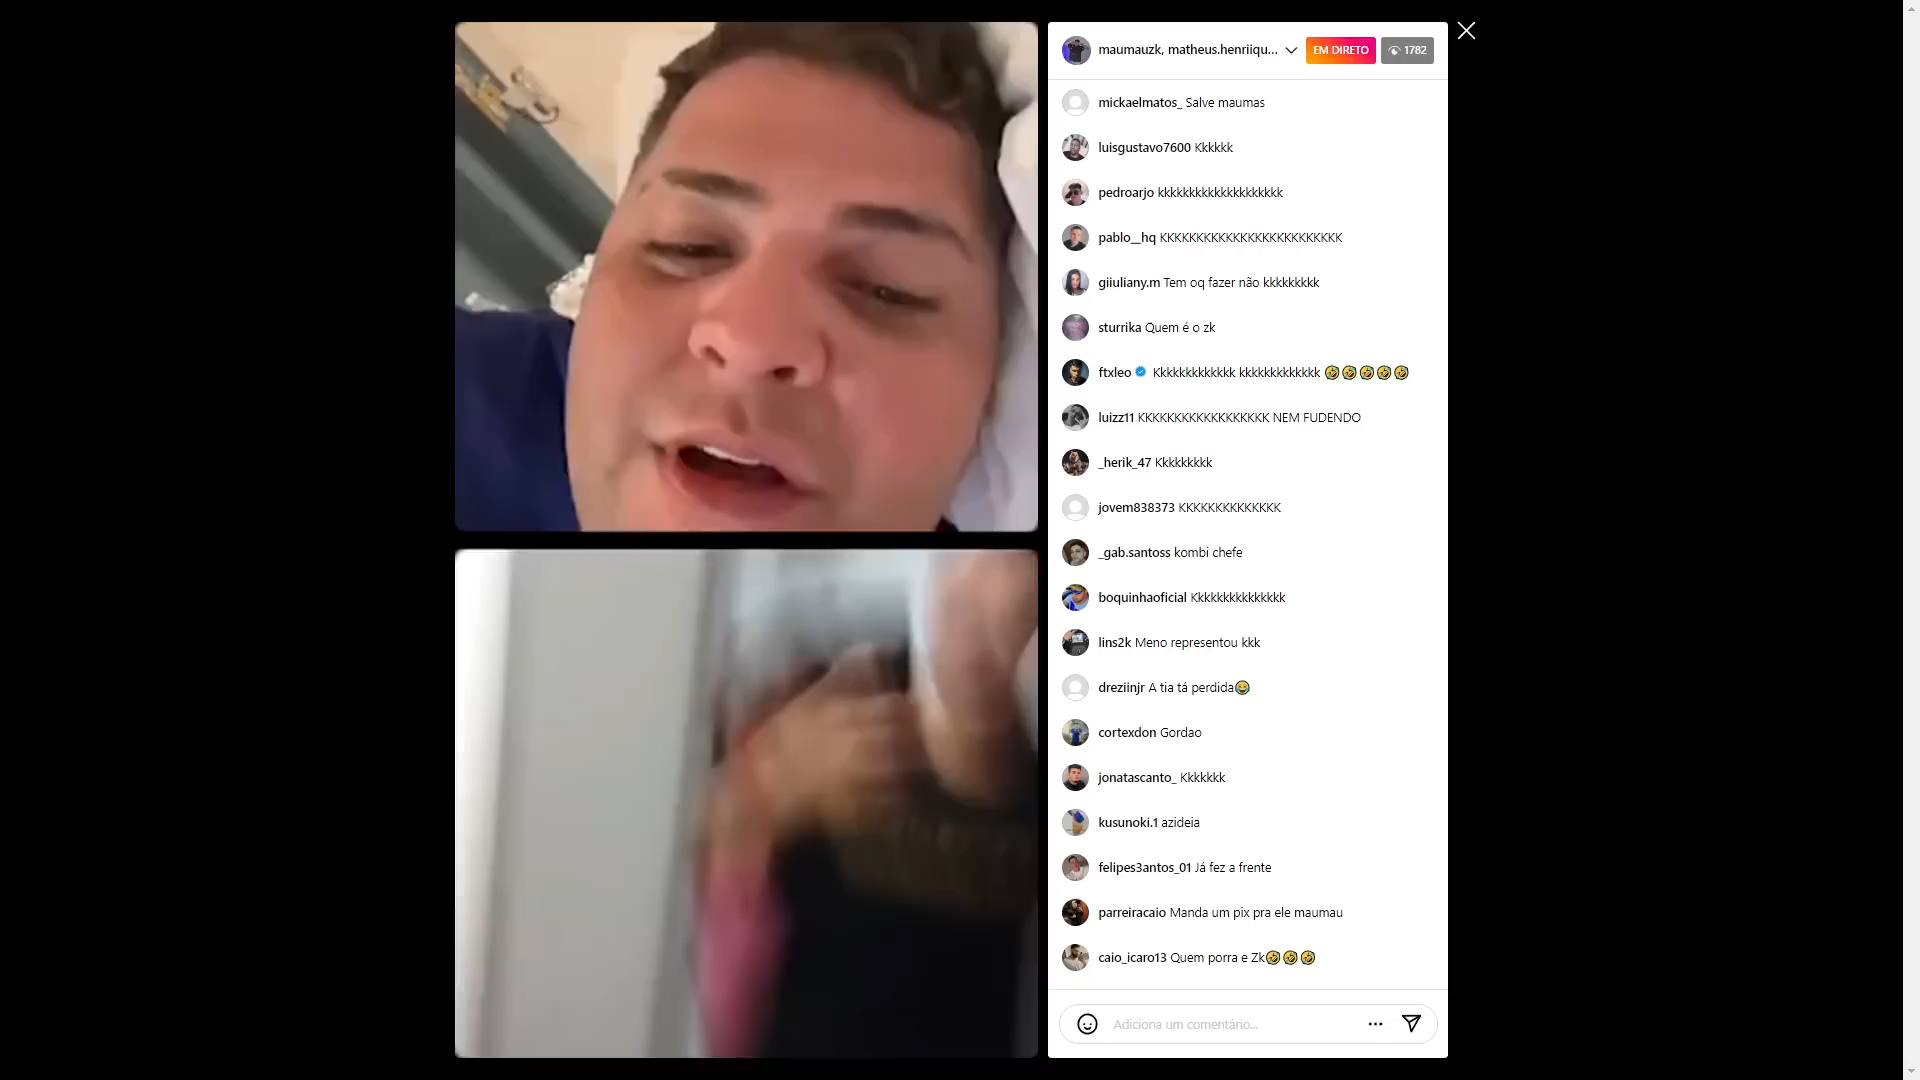 maumauzk, matheus.henriiqu...
EM DIRETO
1782
mickaelmatos_ Salve maumas
luisgustavo7600 Kkkkkk
pedroarjo kkkkkkkkkkkkkkkkkkkk
pablo__hq KKKKKKKKKKKKKKKKKKKKKKKKK
giiuliany.m Tem oq fazer não kkkkkkkkk
sturrika Quem é o zk
ftxleo Kkkkkkkkkkkkk kkkkkkkkkkkkk 🤣🤣🤣🤣🤣
luizz11 KKKKKKKKKKKKKKKKKK NEM FUDENDO
_herik_47 Kkkkkkkkk
jovem838373 KKKKKKKKKKKKKK
_gab.santoss kombi chefe
boquinhaoficial Kkkkkkkkkkkkkkk
lins2k Meno representou kkk
dreziinjr A tia tá perdida😂
cortexdon Gordao
jonatascanto_ Kkkkkkk
kusunoki.1 azideia
felipes3antos_01 Já fez a frente
parreiracaio Manda um pix pra ele maumau
caio_icaro13 Quem porra e Zk🤣🤣🤣
Adiciona um comentário...